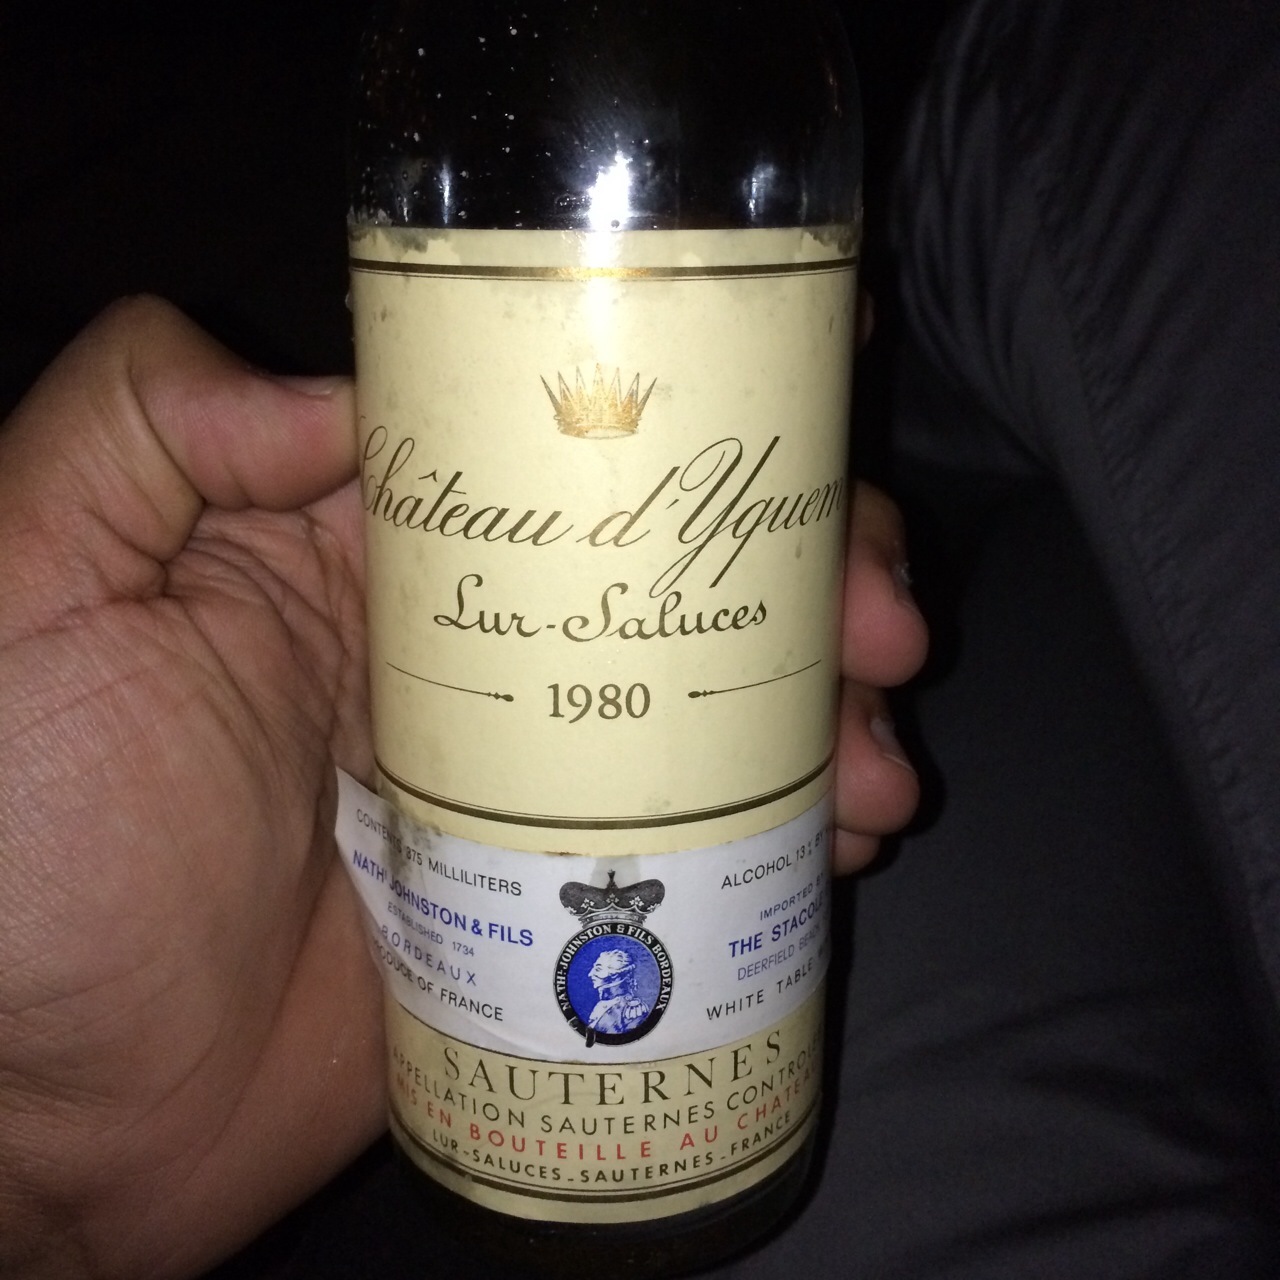 Château d'Yquem
Lur-Saluces
1980
CONTENTS 375 MILLILITERS
NATHL JOHNSTON & FILS
ESTABLISHED 1734
BORDEAUX
PRODUCE OF FRANCE
NATHL JOHNSTON & FILS BORDEAUX
ALCOHOL 13% BY
IMPORTED BY
THE STACOLE
DEERFIELD BEACH
WHITE TABLE
SAUTERNES
APPELLATION SAUTERNES CONTROLÉE
MIS EN BOUTEILLE AU CHATEAU
LUR-SALUCES-SAUTERNES-FRANCE